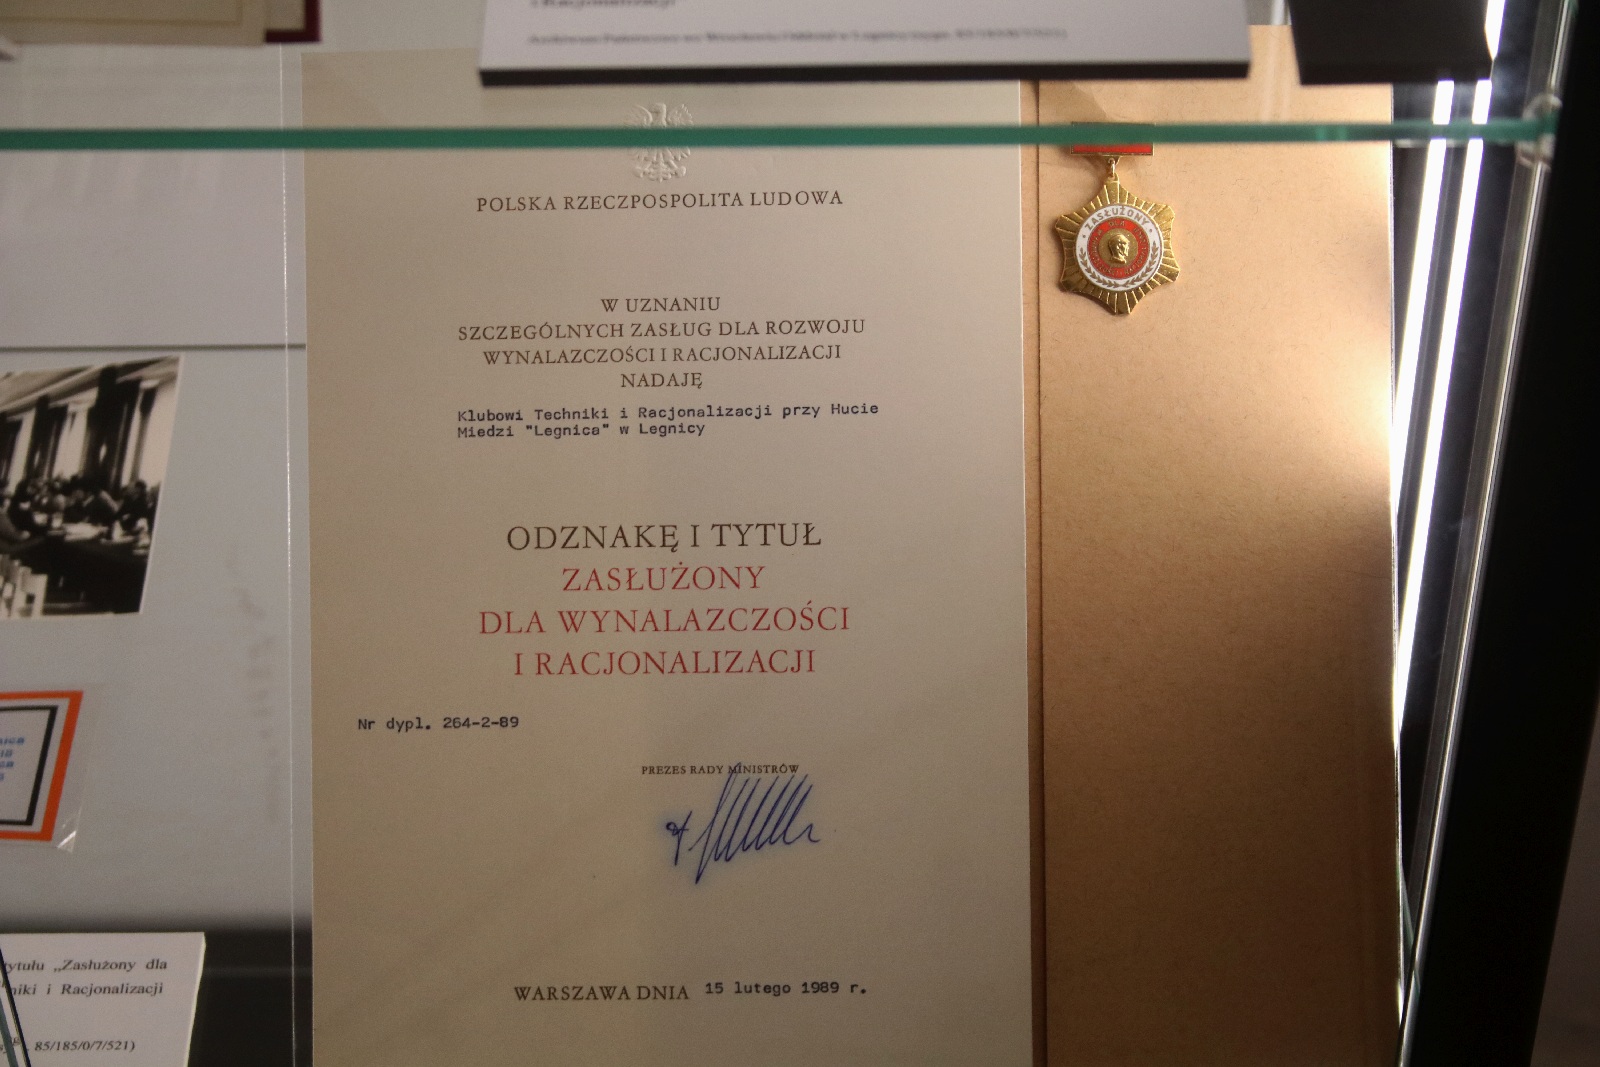 i Racjonalizacji
POLSKA RZECZPOSPOLITA LUDOWA
W UZNANIU
SZCZEGÓLNYCH ZASŁUG DLA ROZWOJU
WYNALAZCZOŚCI I RACJONALIZACJI
NADAJĘ
Klubowi Techniki i Racjonalizacji przy Hucie
Miedzi "Legnica" w Legnicy
ODZNAKĘ I TYTUŁ
ZASŁUŻONY
DLA WYNALAZCZOŚCI
I RACJONALIZACJI
Nr dypl. 264-2-89
PREZES RADY MINISTRÓW
WARSZAWA DNIA 15 lutego 1989 r.
ZASŁUŻONY
tytułu „Zasłużony dla
niki i Racjonalizacji
85/185/0/7/521)